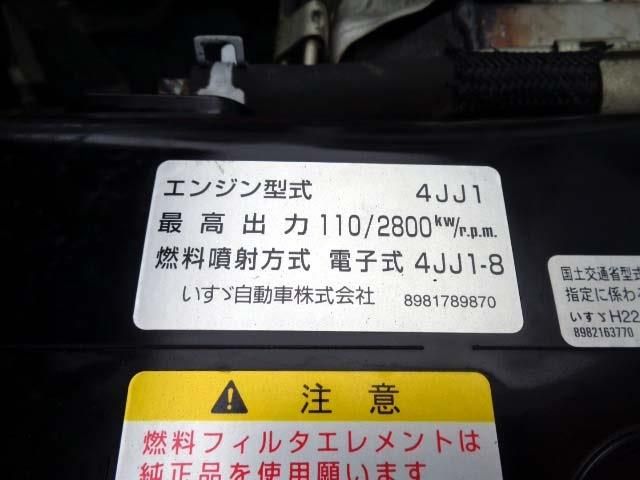 エンジン型式 4JJ1
最高出力 110/2800kW/r.p.m.
燃料噴射方式 電子式 4JJ1-8
いすゞ自動車株式会社 8981789870
国土交通省型式
指定に係わる
いすゞH22
8982163770
注意
燃料フィルタエレメントは
純正品を使用願います